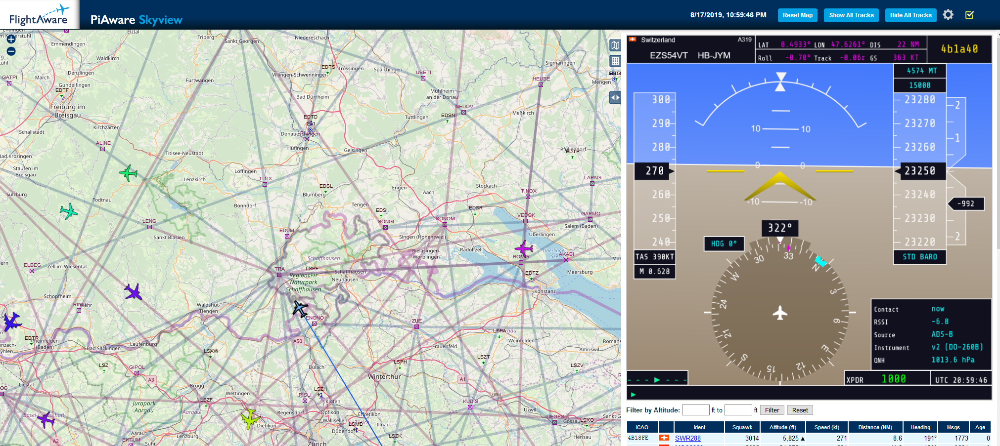 FlightAware
PiAware Skyview
8/17/2019, 10:59:46 PM
Reset Map
Show All Tracks
Hide All Tracks
Elztal
Triberg
Sankt Georgen
Niedereschach
Emmendingen
Waldkirch
EDTS
Trossingen
Sigmaringen
GATPI
March
Denzlingen
Villingen-Schwenningen
Spaichingen
USETI
HEUSE
Mengen
Gundelfingen
Furtwangen
EDTF
Mühlheim
an der Donau
Bad Dürrheim
Freiburg im
Breisgau
NEDOV
Meßkirch
EDTD
EDSN
Tuttlingen
Schallstadt
Kirchzarten
Donaueschingen
ALINE
Hüfingen
Geisingen
Pfullendorf
EDTP
Bad Krozingen
Titisee-Neustadt
Staufen im
Breisgau
Löffingen
Lenzkirch
TITIX
LAPAG
EDSL
Engen
Stockach
Aach
TINOX
Sulzburg
Todtnau
Blumberg
Bonndorf
Tengen
EDSI
EDSR
VEDOK
GARMO
LENGI
SONGI
SONOM
Salem (Baden)
EDUMI
Singen (Hohentwiel)
Überlingen
Sankt Blasien
Rielasingen-
Worblingen
Radolfzell
Überlinger
See
AKABI
ROMIR
Schaffhausen
ELBEG
Zell im Wiesental
TRA
LSPF
Regionaler
Naturpark
Schaffhausen
Schaffhausen
Neuhausen
EDTZ
Meersburg
Konstanz
Schopfheim
Waldshut-
Tiengen
ENONO
ZUE
LSPA
Weinfelden
Romans
EDTR
Rheinfelden
(Baden)
Laufenburg
A50
Bad Säckingen
Frauenfeld
Amriswil
LSXW
LSZI
GIPOL
Bülach
LSPH
LSZT
LSZV
A3
Winterthur
A1
Liestal
Brugg
LSZH
Wettingen
RISLI
Kloten
LSZF
KUDIS
Wil
Jurapark
Aargau
Aargau
Basel-Landschaft
Regensdorf
Opfikon
Uzwil
Wallisellen
DEGES
Gossau
LSXO
Dietikon
LSMD
Illnau
Dübendorf
Aarau
Lenzburg
A2
EKTUM
Suhr
Zürich
LSZK
Herisau
Switzerland
A319
EZS54VT HB-JYM
LAT 8.4933° LON 47.6261° DIS 22 NM
Roll -0.70° Track -0.06r GS 363 KT
4b1a40
4574 MT
15008
300
290
280
270
260
250
240
TAS 390KT
M 0.628
10 10
0 0
-10 -10
23280
23270
23260
23250
23240
23230
23220
STD BARO
2
1
-992
2
322°
HDG 0°
30
33
N
3
6
E
12
15
S
21
24
W
Contact now
RSSI -6.8
Source ADS-B
Instrument v2 (DO-260B)
QNH 1013.6 hPa
XPDR 1000
UTC 20:59:46
Filter by Altitude: ft to ft Filter Reset
ICAO Ident Squawk Altitude (ft) Speed (kt) Distance (NM) Heading Msgs Age
4B18FE SWR288 3014 5,825 ▲ 271 8.6 191° 1773 0